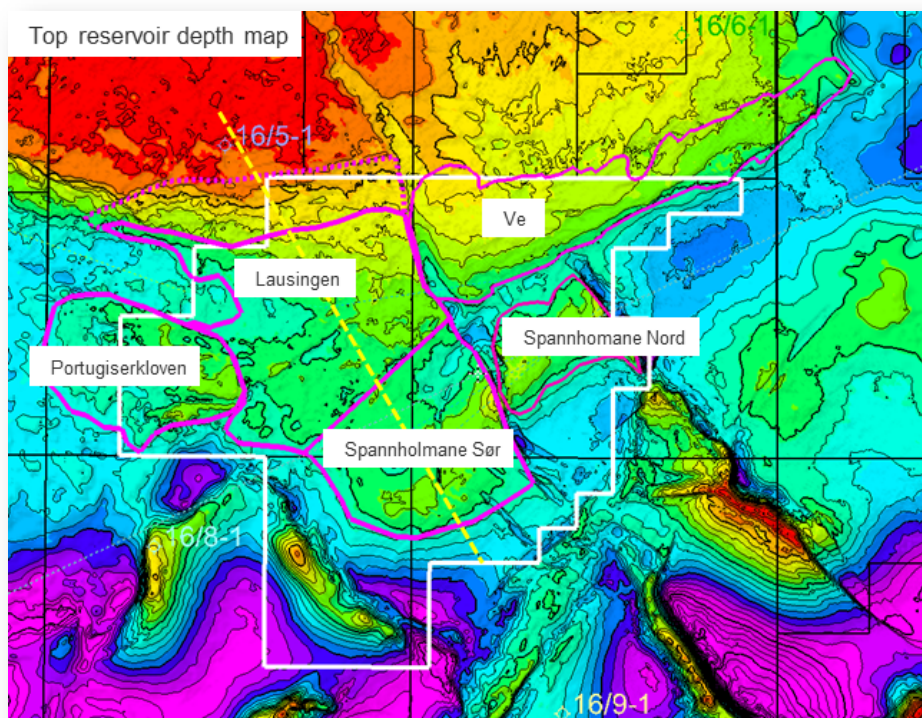 Top reservoir depth map
16/6-1
16/5-1
Ve
Lausingen
Spannhomane Nord
Portugiserkloven
Spannholmane Sør
16/8-1
16/9-1